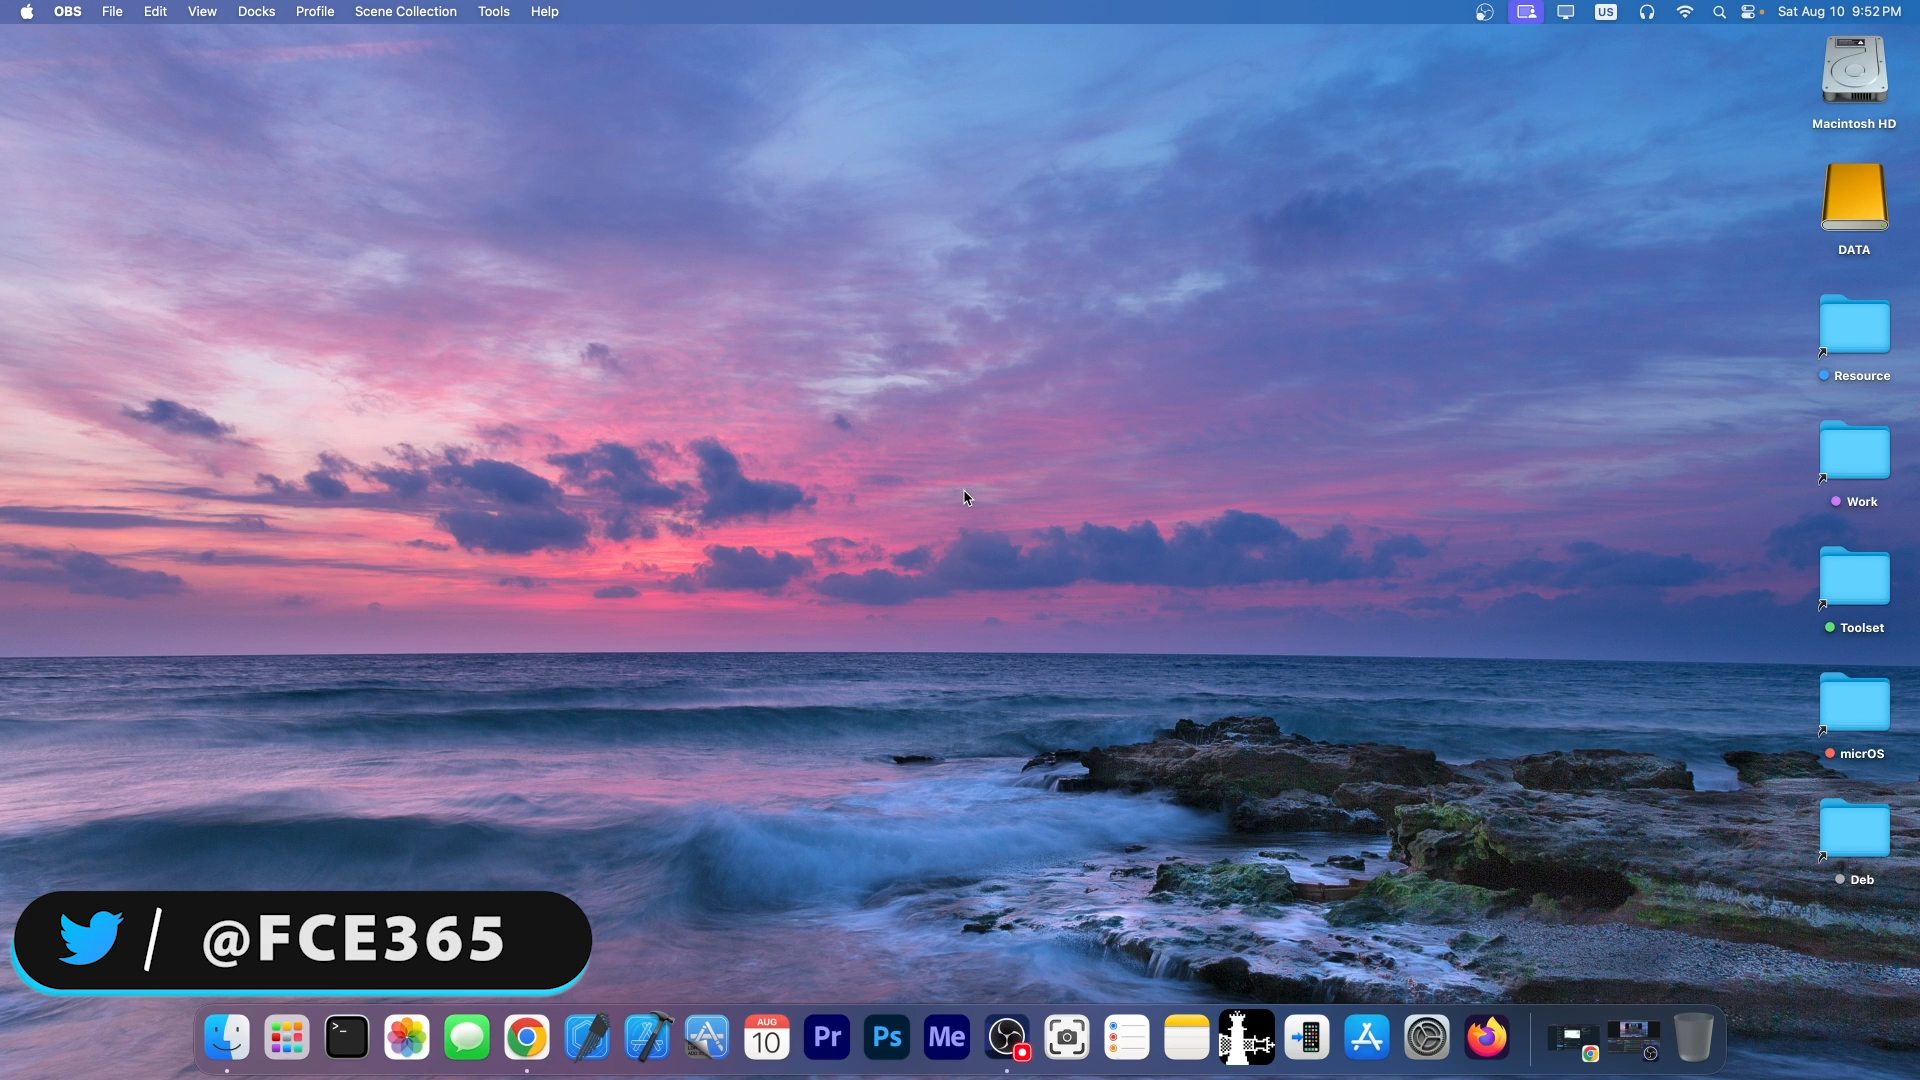 OBS File Edit View Docks Profile Scene Collection Tools Help US Sat Aug 10 9:52 PM
Macintosh HD
DATA
Resource
Work
Toolset
micrOS
Deb
@FCE365
>_
AUG
10
Pr
Ps
Me